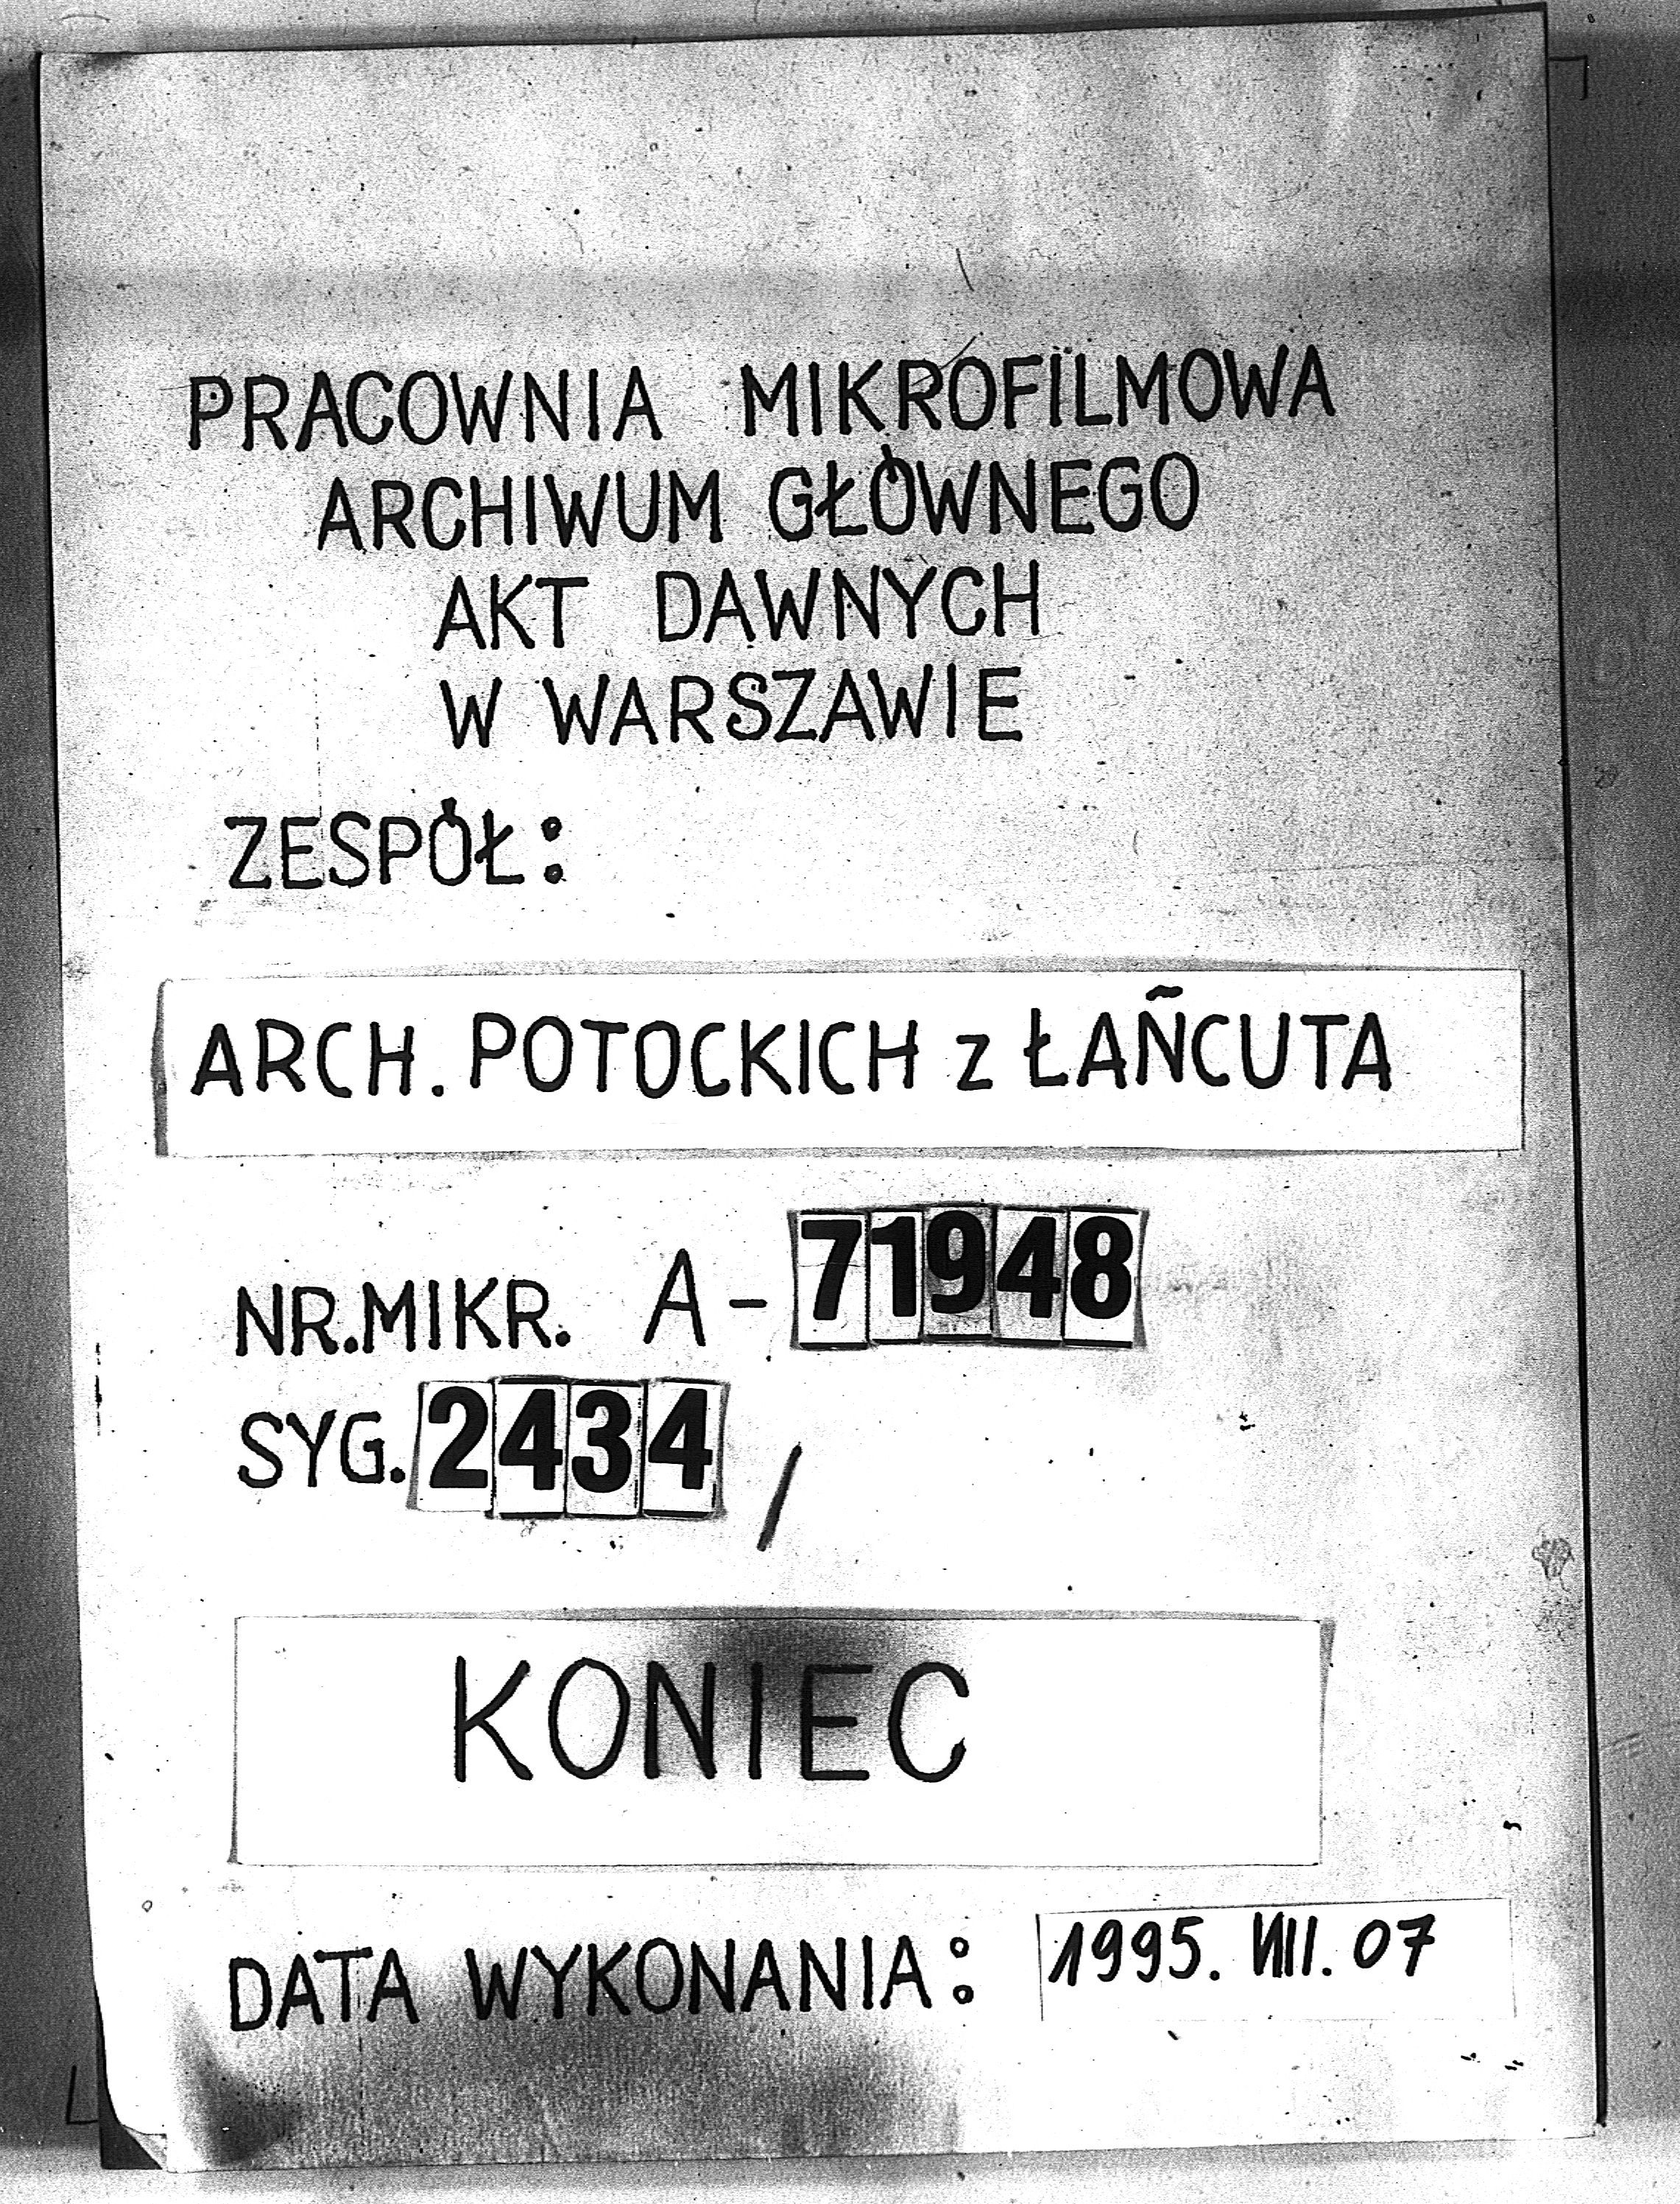 PRACOWNIA MIKROFILMOWA
ARCHIWUM GŁÓWNEGO
AKT DAWNYCH
W WARSZAWIE
ZESPÓŁ:
ARCH. POTOCKICH z ŁAŃCUTA
NR.MIKR. A-71948
SYG. 2434 /
KONIEC
DATA WYKONANIA: 1995. VIII. 07